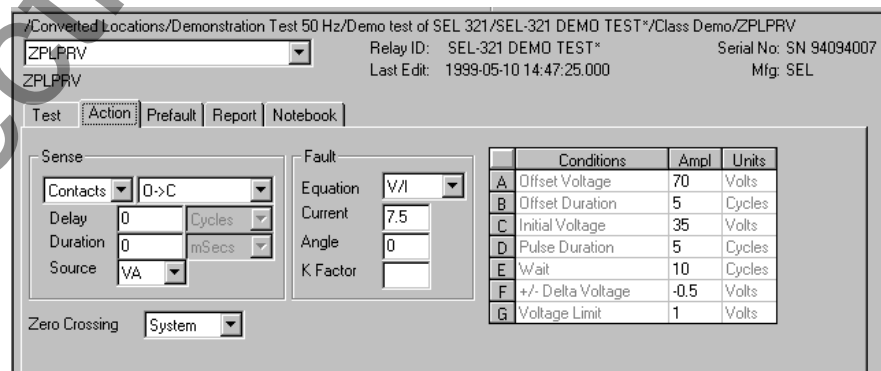 /Converted Locations/Demonstration Test 50 Hz/Demo test of SEL 321/SEL-321 DEMO TEST*/Class Demo/ZPLPRV
ZPLPRV Relay ID: SEL-321 DEMO TEST* Serial No: SN 94094007
ZPLPRV Last Edit: 1999-05-10 14:47:25.000 Mfg: SEL
Test Action Prefault Report Notebook
Sense
Contacts O->C
Delay 0 Cycles
Duration 0 mSecs
Source VA
Zero Crossing System
Fault
Equation V/I
Current 7.5
Angle 0
K Factor
Conditions Ampl Units
A Offset Voltage 70 Volts
B Offset Duration 5 Cycles
C Initial Voltage 35 Volts
D Pulse Duration 5 Cycles
E Wait 10 Cycles
F +/- Delta Voltage -0.5 Volts
G Voltage Limit 1 Volts